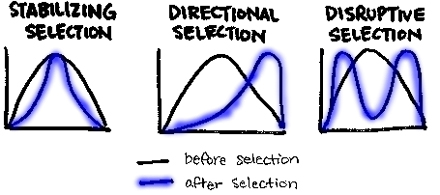 STABILIZING
SELECTION
DIRECTIONAL
SELECTION
DISRUPTIVE
SELECTION
before selection
after selection